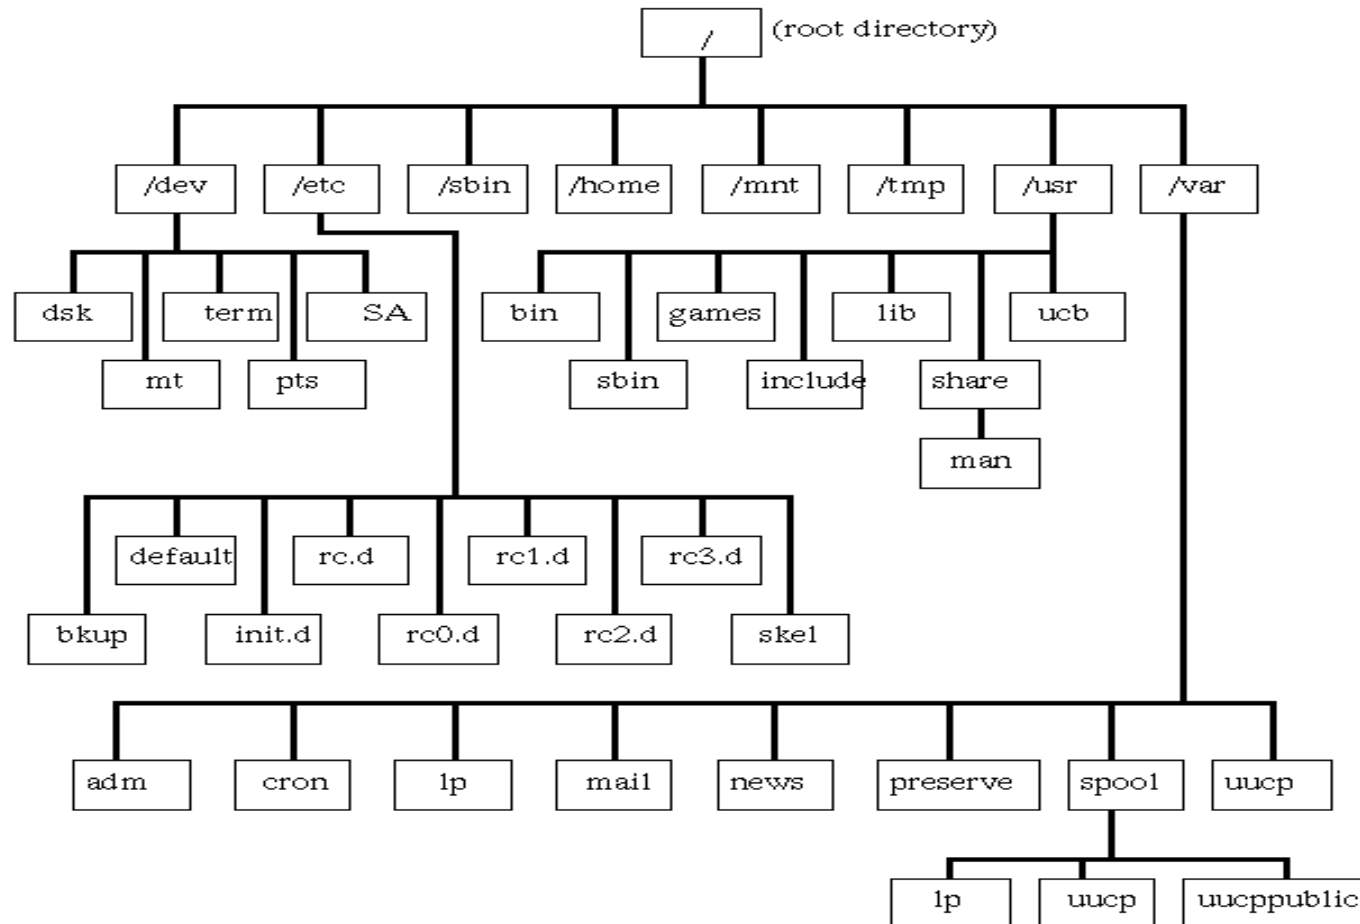 / (root directory)
/dev /etc /sbin /home /mnt /tmp /usr /var
dsk term SA bin games lib ucb
mt pts sbin include share
man
default rc.d rc1.d rc3.d
bkup init.d rc0.d rc2.d skel
adm cron lp mail news preserve spool uucp
lp uucp uucppublic